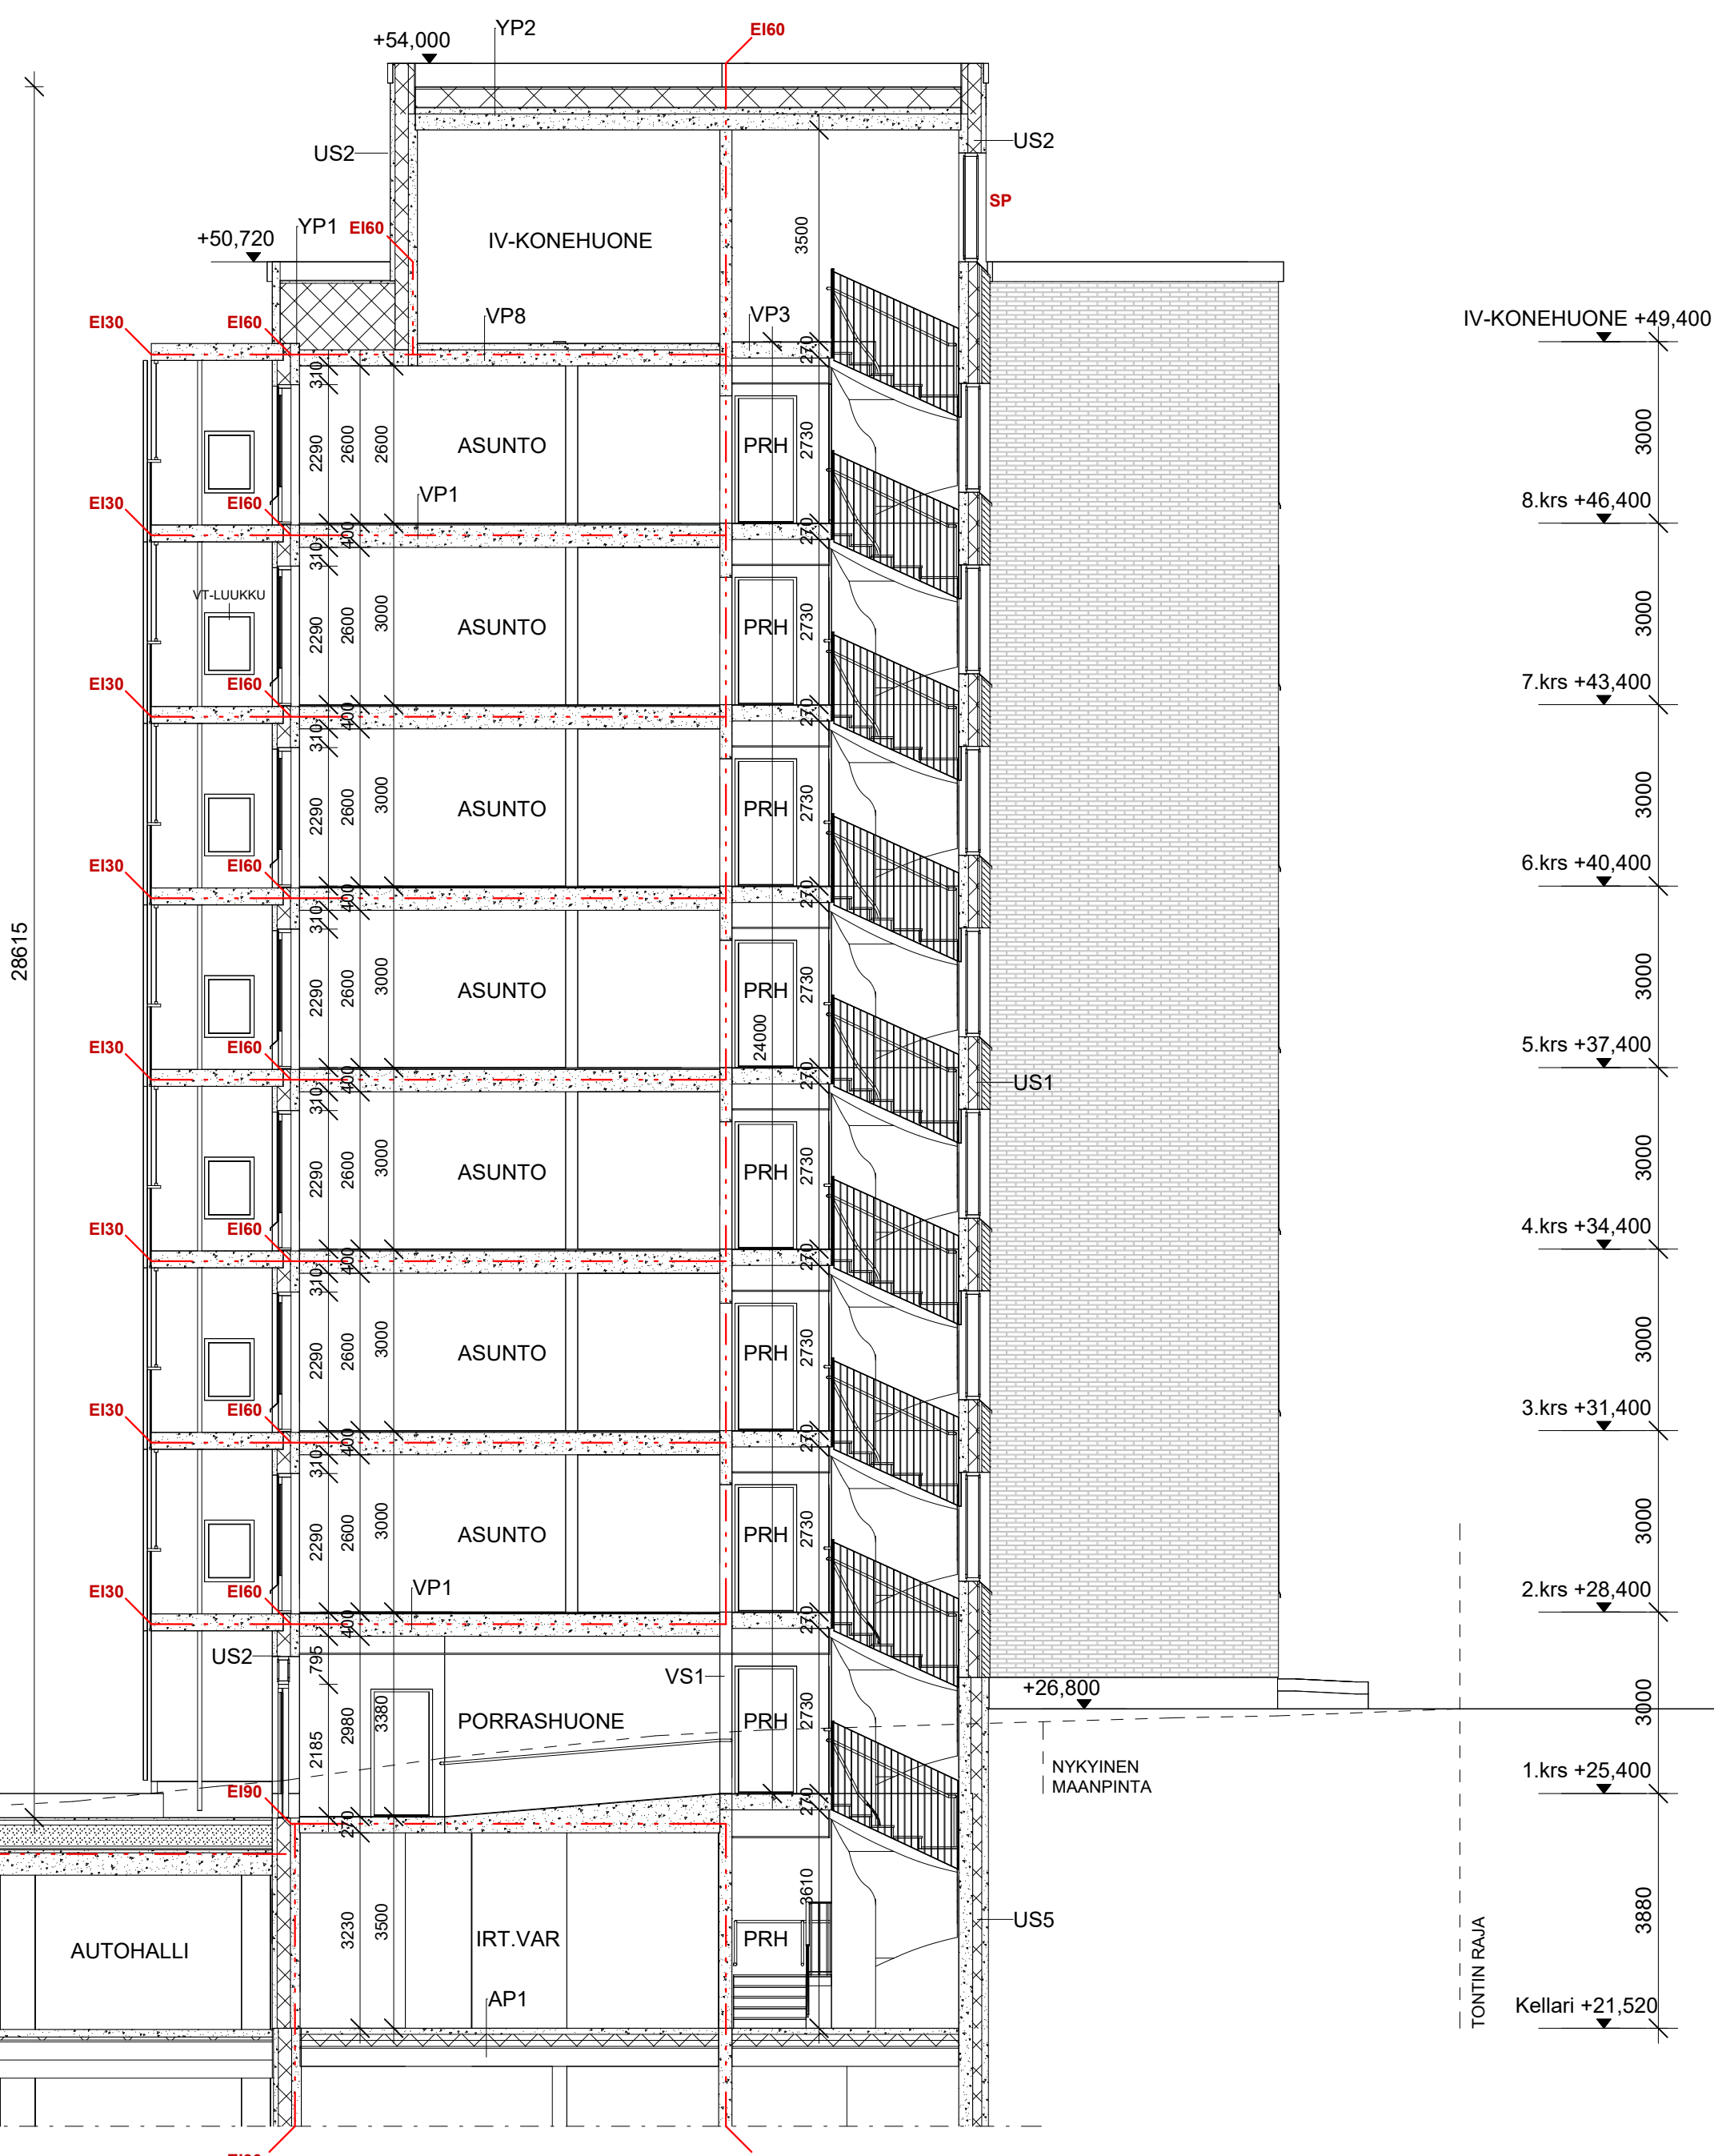 YP2
EI60
+54,000
US2
US2
SP
3500
YP1
EI60
+50,720
IV-KONEHUONE
EI30
EI60
VP8
VP3
IV-KONEHUONE +49,400
270
310
2290
2600
2600
ASUNTO
PRH
2730
3000
EI30
EI60
VP1
8.krs +46,400
400
270
310
VT-LUUKKU
2290
2600
3000
ASUNTO
PRH
2730
3000
EI30
EI60
7.krs +43,400
400
270
310
2290
2600
3000
ASUNTO
PRH
2730
3000
EI30
EI60
6.krs +40,400
400
270
310
28615
2290
2600
3000
ASUNTO
PRH
2730
3000
24000
EI30
EI60
5.krs +37,400
400
270
310
US1
2290
2600
3000
ASUNTO
PRH
2730
3000
EI30
EI60
4.krs +34,400
400
270
310
2290
2600
3000
ASUNTO
PRH
2730
3000
EI30
EI60
3.krs +31,400
400
270
310
2290
2600
3000
ASUNTO
PRH
2730
3000
EI30
EI60
VP1
2.krs +28,400
400
270
US2
795
VS1
+26,800
2185
2980
3380
PORRASHUONE
PRH
2730
3000
NYKYINEN
MAANPINTA
EI90
1.krs +25,400
270
270
3610
US5
3230
3500
IRT.VAR
PRH
3880
AUTOHALLI
TONTIN RAJA
AP1
Kellari +21,520